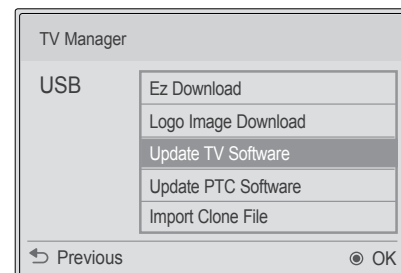 TV Manager
USB
Ez Download
Logo Image Download
Update TV Software
Update PTC Software
Import Clone File
Previous OK